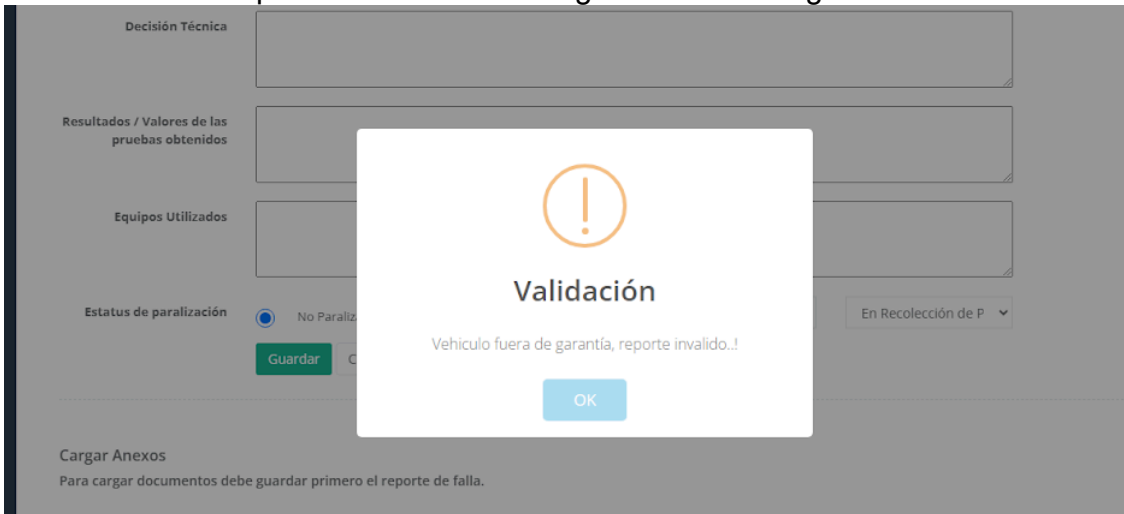 Decisión Técnica
Resultados / Valores de las
pruebas obtenidos
Equipos Utilizados
Validación
Vehiculo fuera de garantía, reporte invalido..!
OK
Estatus de paralización
No Paraliz
En Recolección de P
Guardar
C
Cargar Anexos
Para cargar documentos debe guardar primero el reporte de falla.